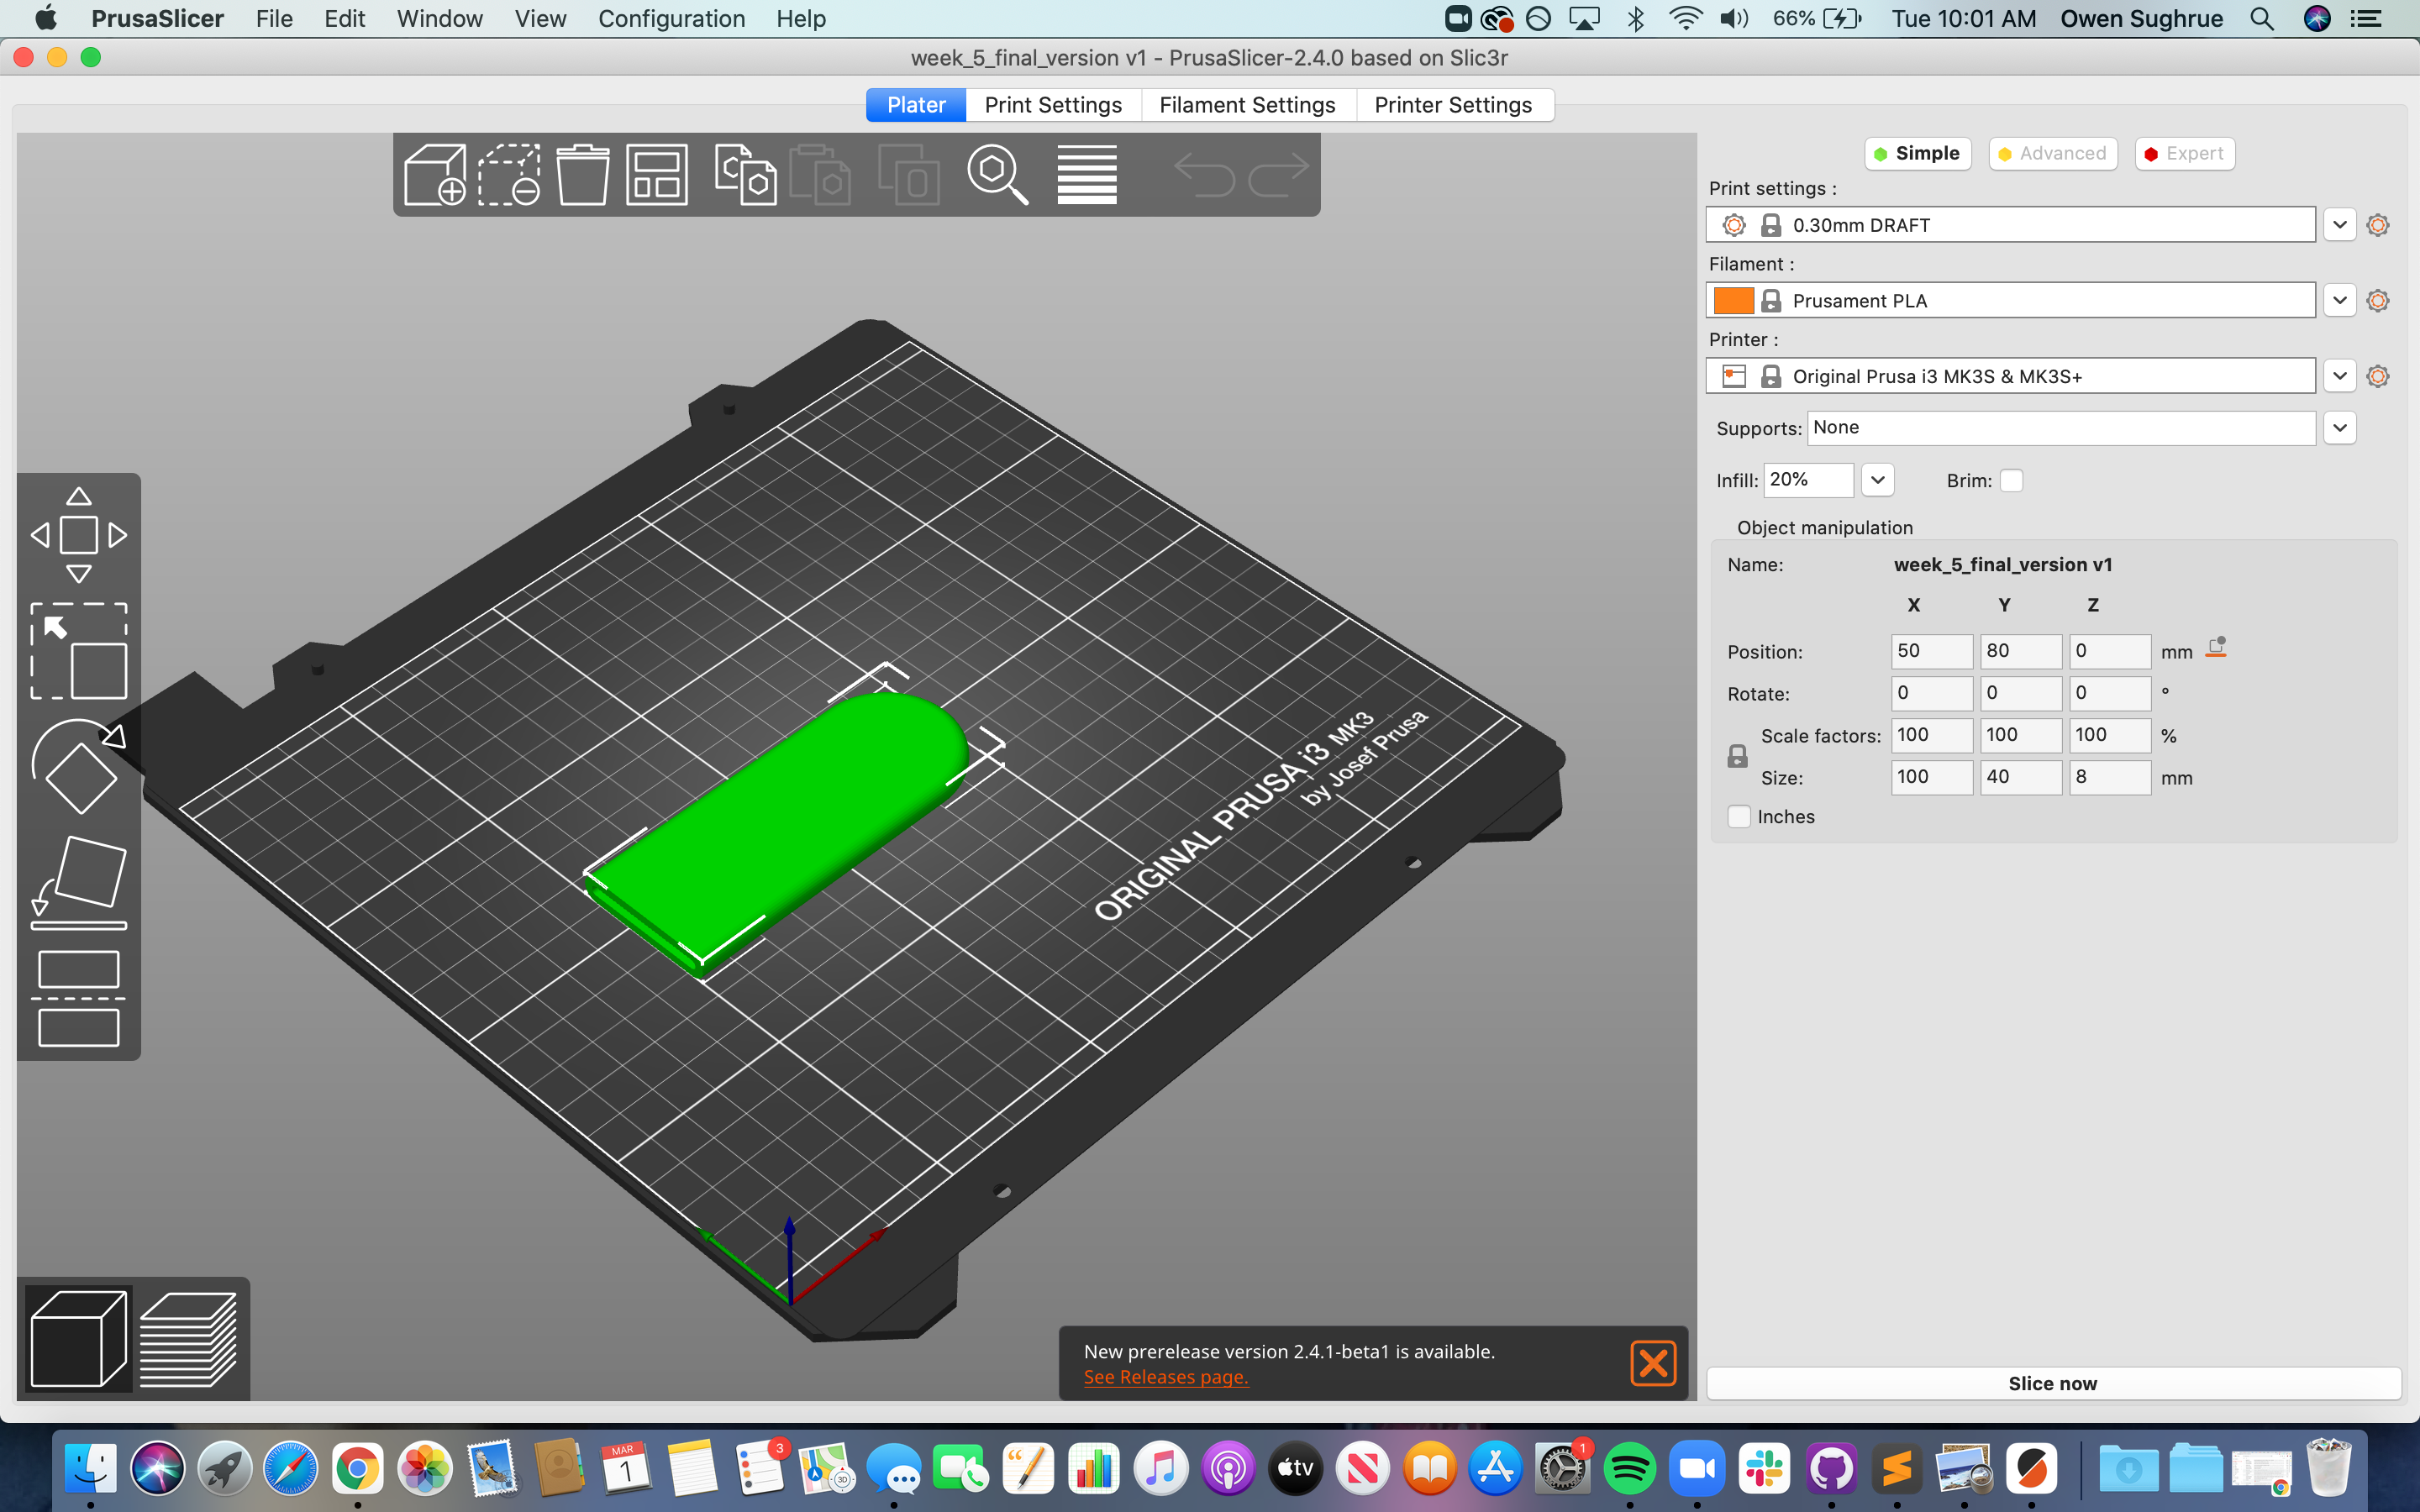 PrusaSlicer File Edit Window View Configuration Help 66% Tue 10:01 AM Owen Sughrue
week_5_final_version v1 - PrusaSlicer-2.4.0 based on Slic3r
Plater Print Settings Filament Settings Printer Settings
Simple Advanced Expert
Print settings :
0.30mm DRAFT
Filament :
Prusament PLA
Printer :
Original Prusa i3 MK3S & MK3S+
Supports: None
Infill: 20% Brim:
Object manipulation
Name: week_5_final_version v1
X Y Z
Position: 50 80 0 mm
Rotate: 0 0 0 °
Scale factors: 100 100 100 %
Size: 100 40 8 mm
Inches
ORIGINAL PRUSA i3 MK3
by Josef Prusa
New prerelease version 2.4.1-beta1 is available.
See Releases page.
Slice now
MAR
1
3
3D
tv
1